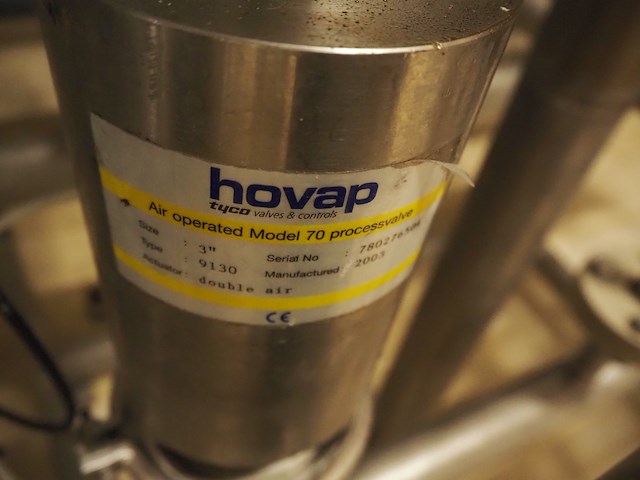 hovap
tyco valves & controls
Air operated Model 70 processvalve
Size : 3" Serial No :
Type : 9130 Manufactured : 2003
Actuator : double air
CE